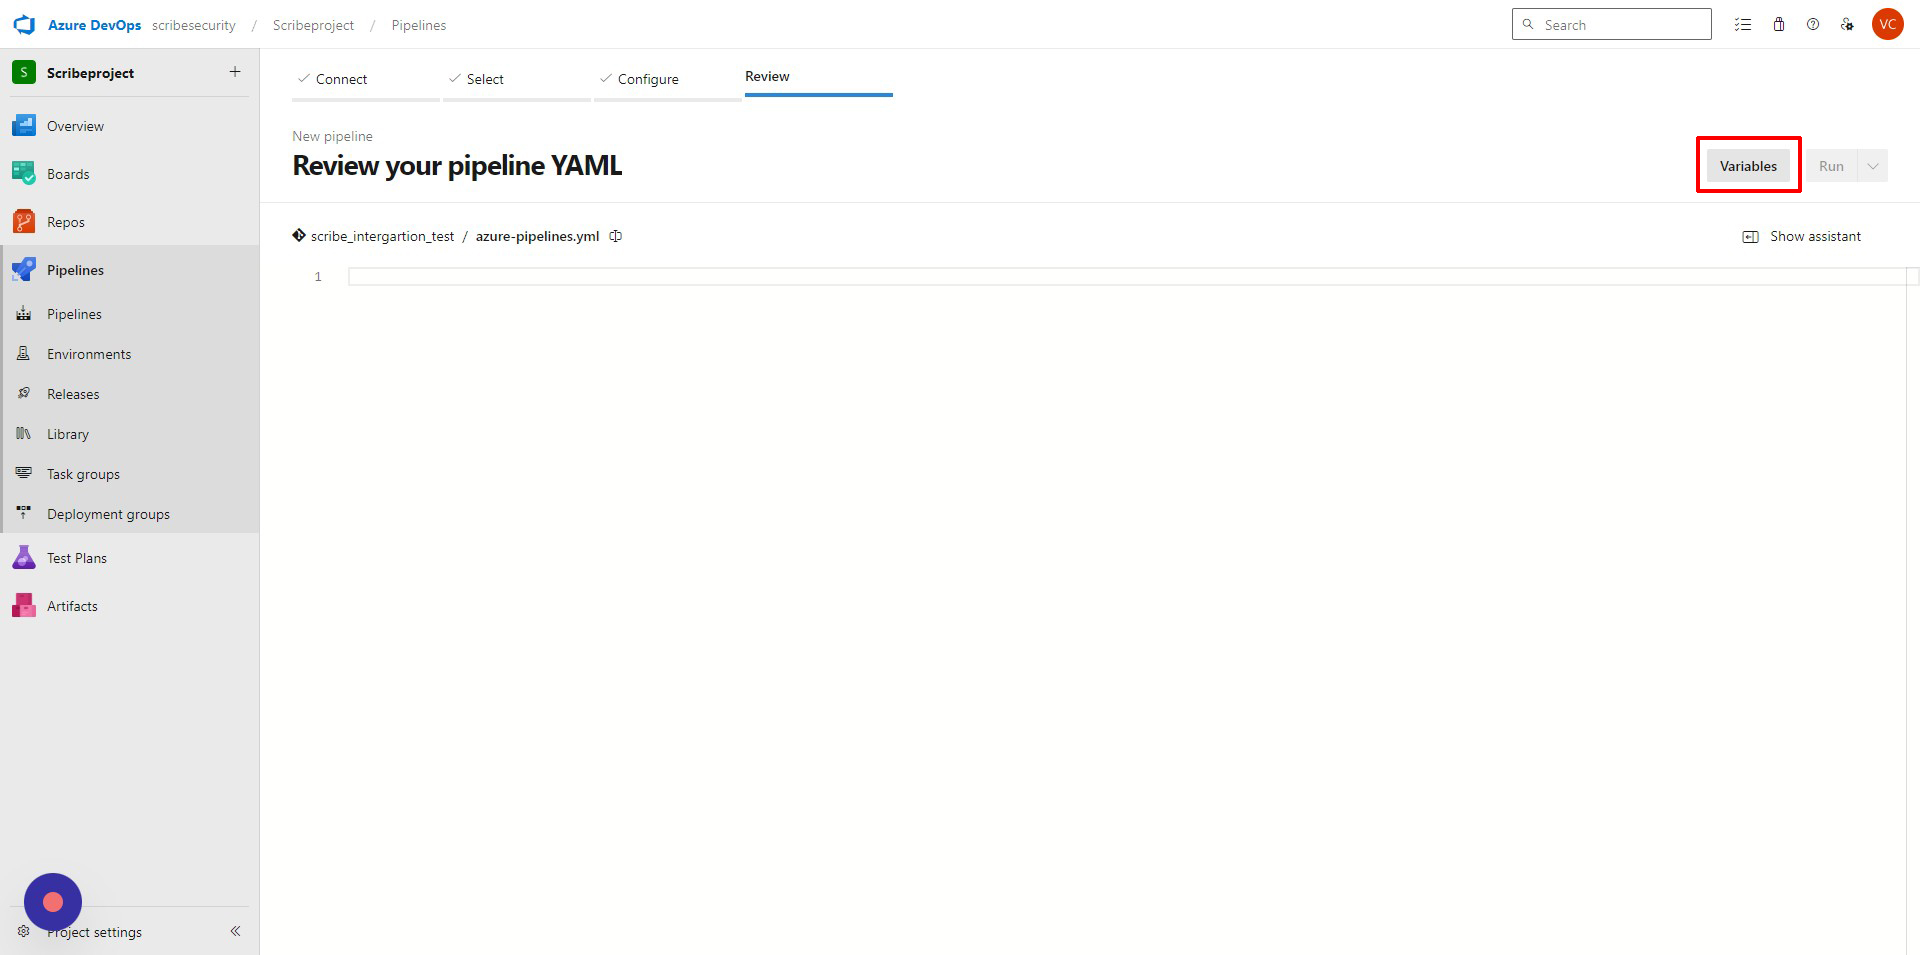 Azure DevOps scribesecurity / Scribeproject / Pipelines Search VC
S Scribeproject +
Overview
Boards
Repos
Pipelines
Pipelines
Environments
Releases
Library
Task groups
Deployment groups
Test Plans
Artifacts
Project settings
Connect Select Configure Review
New pipeline
Review your pipeline YAML
Variables Run
scribe_intergartion_test / azure-pipelines.yml Show assistant
1